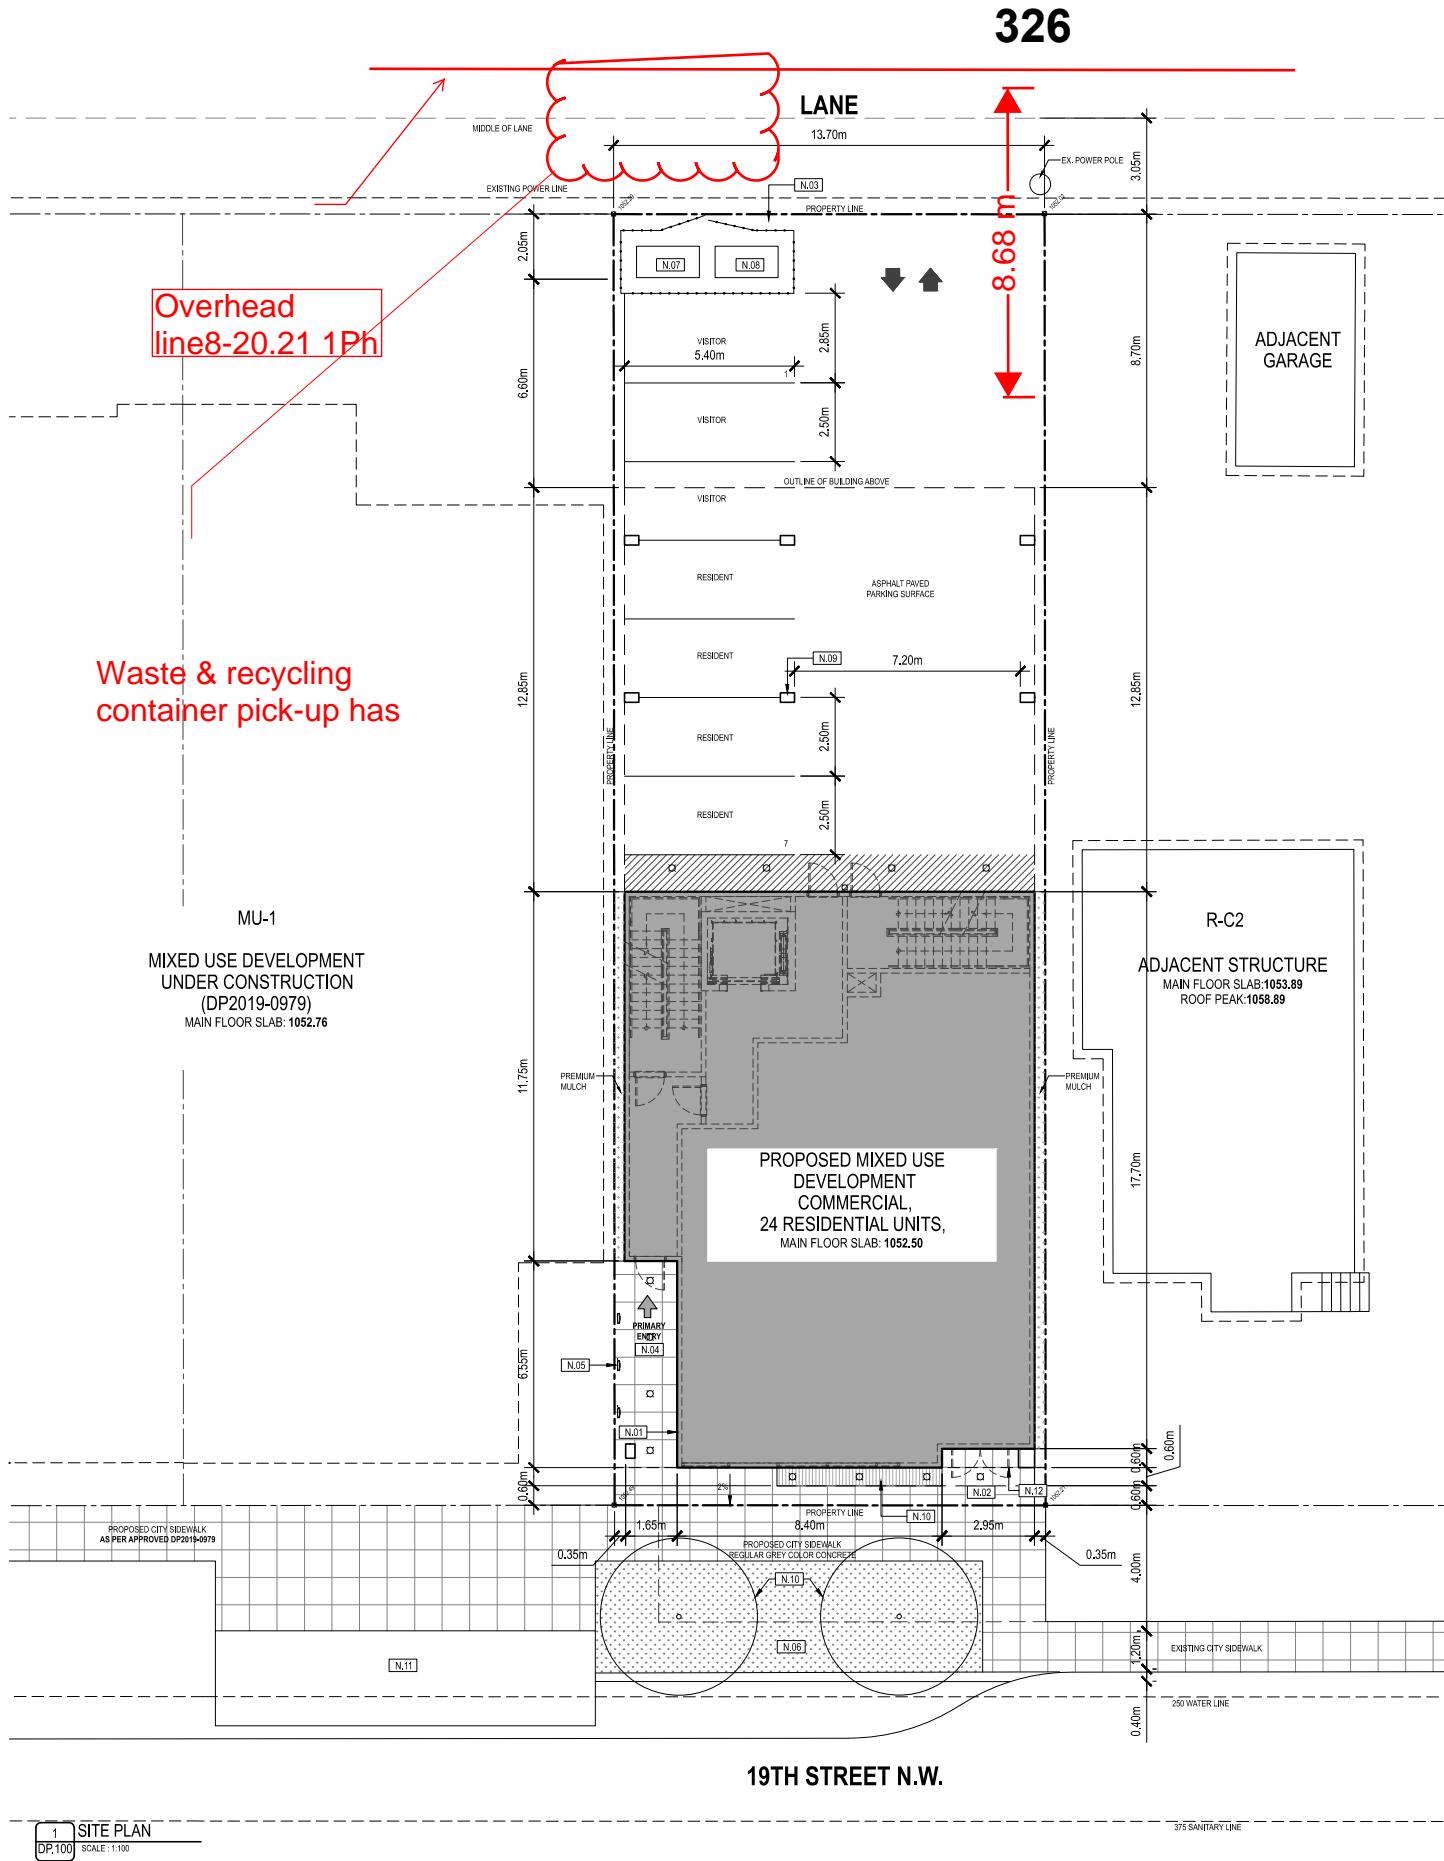 326
LANE
MIDDLE OF LANE
13.70m
EX. POWER POLE
3.05m
EXISTING POWER LINE
N.03
1052.02
PROPERTY LINE
2.05m
N.07
N.08
8.68 m
Overhead
line8-20.21 1Ph
VISITOR
5.40m
1
2.85m
8.70m
ADJACENT
GARAGE
6.60m
VISITOR
2.50m
OUTLINE OF BUILDING ABOVE
VISITOR
RESIDENT
ASPHALT PAVED
PARKING SURFACE
RESIDENT
N.09
7.20m
Waste & recycling
container pick-up has
12.85m
12.85m
RESIDENT
2.50m
PROPERTY LINE
PROPERTY LINE
RESIDENT
2.50m
7
MU-1
MIXED USE DEVELOPMENT
UNDER CONSTRUCTION
(DP2019-0979)
MAIN FLOOR SLAB: 1052.76
R-C2
ADJACENT STRUCTURE
MAIN FLOOR SLAB:1053.89
ROOF PEAK:1058.89
11.75m
PREMIUM
MULCH
PREMIUM
MULCH
PROPOSED MIXED USE
DEVELOPMENT
COMMERCIAL,
24 RESIDENTIAL UNITS,
MAIN FLOOR SLAB: 1052.50
17.70m
PRIMARY
ENTRY
N.04
N.05
6.55m
N.01
0.60m
0.60m
0.60m
0.60m
2%
N.02
N.12
1052.21
PROPERTY LINE
N.10
PROPOSED CITY SIDEWALK
AS PER APPROVED DP2019-0979
1.65m
8.40m
2.95m
PROPOSED CITY SIDEWALK
REGULAR GREY COLOR CONCRETE
0.35m
0.35m
4.00m
N.10
N.06
N.11
1.20m
EXISTING CITY SIDEWALK
250 WATER LINE
0.40m
19TH STREET N.W.
375 SANITARY LINE
1
SITE PLAN
DP.100
SCALE : 1:100